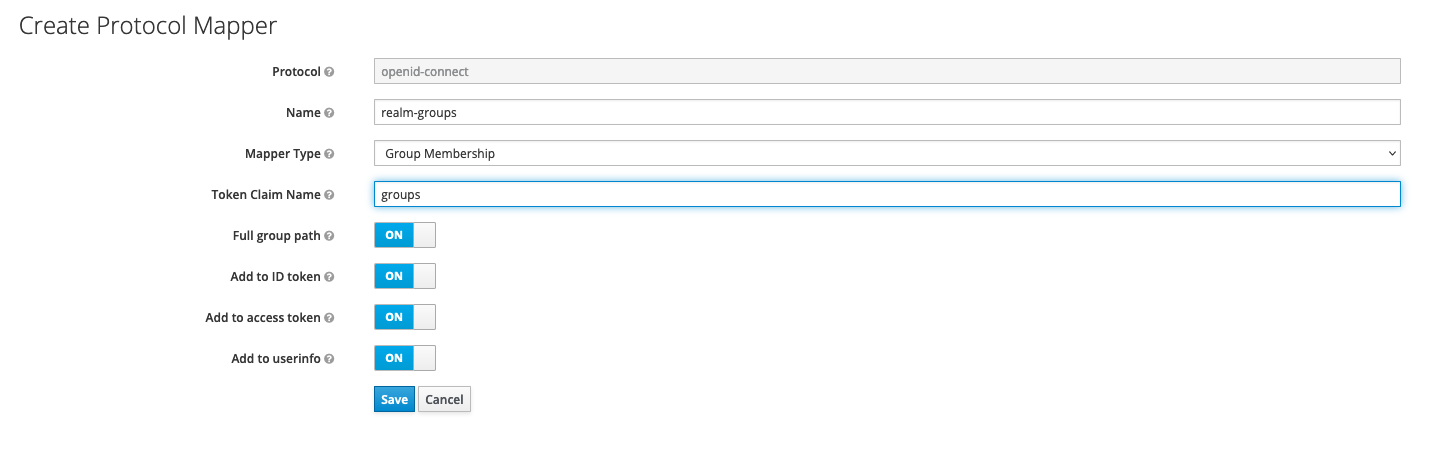 Create Protocol Mapper
Protocol ? openid-connect
Name ? realm-groups
Mapper Type ? Group Membership
Token Claim Name ? groups
Full group path ? ON
Add to ID token ? ON
Add to access token ? ON
Add to userinfo ? ON
Save Cancel